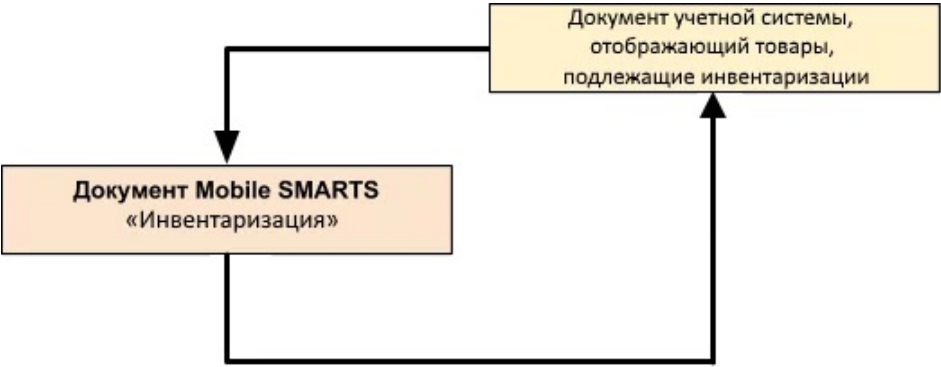 Документ учетной системы,
отображающий товары,
подлежащие инвентаризации
Документ Mobile SMARTS
«Инвентаризация»